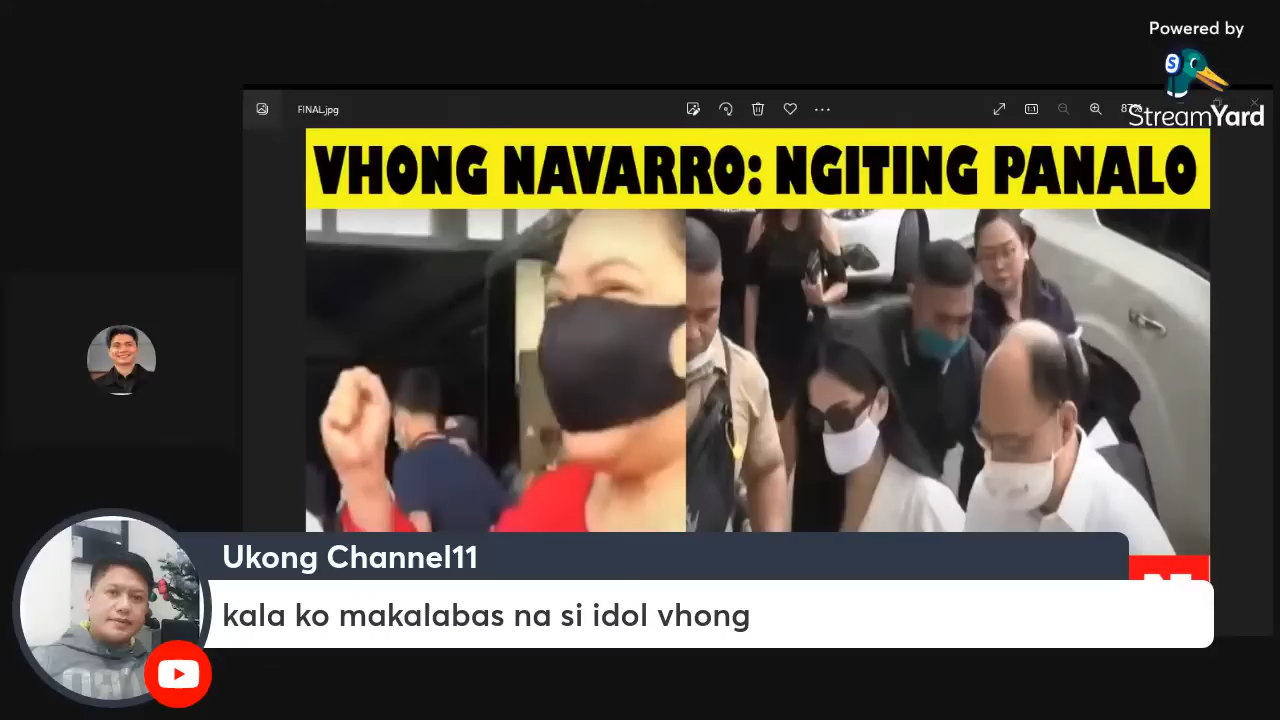 Powered by
S
StreamYard
FINAL.jpg
VHONG NAVARRO: NGITING PANALO
Ukong Channel11
kala ko makalabas na si idol vhong